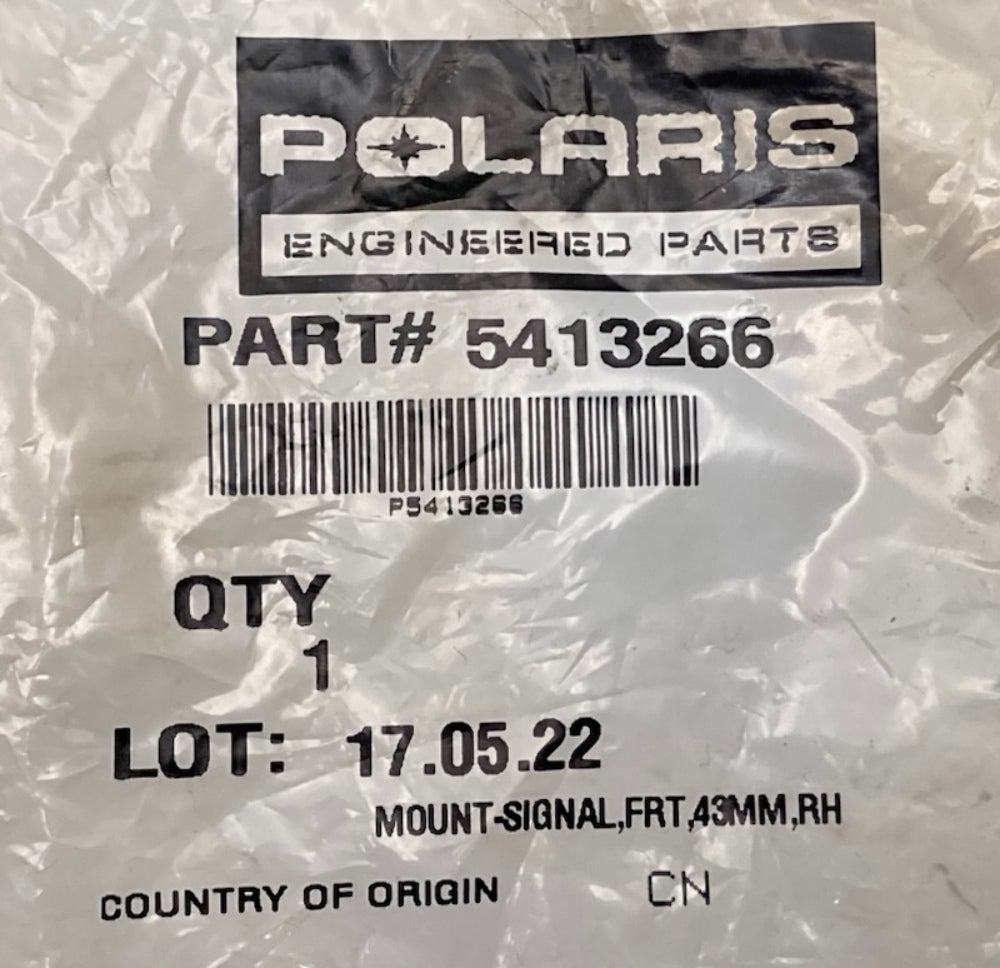 POLARIS
ENGINEERED PARTS
PART# 5413266
P5413266
QTY
1
LOT: 17.05.22
MOUNT-SIGNAL,FRT,43MM,RH
COUNTRY OF ORIGIN CN